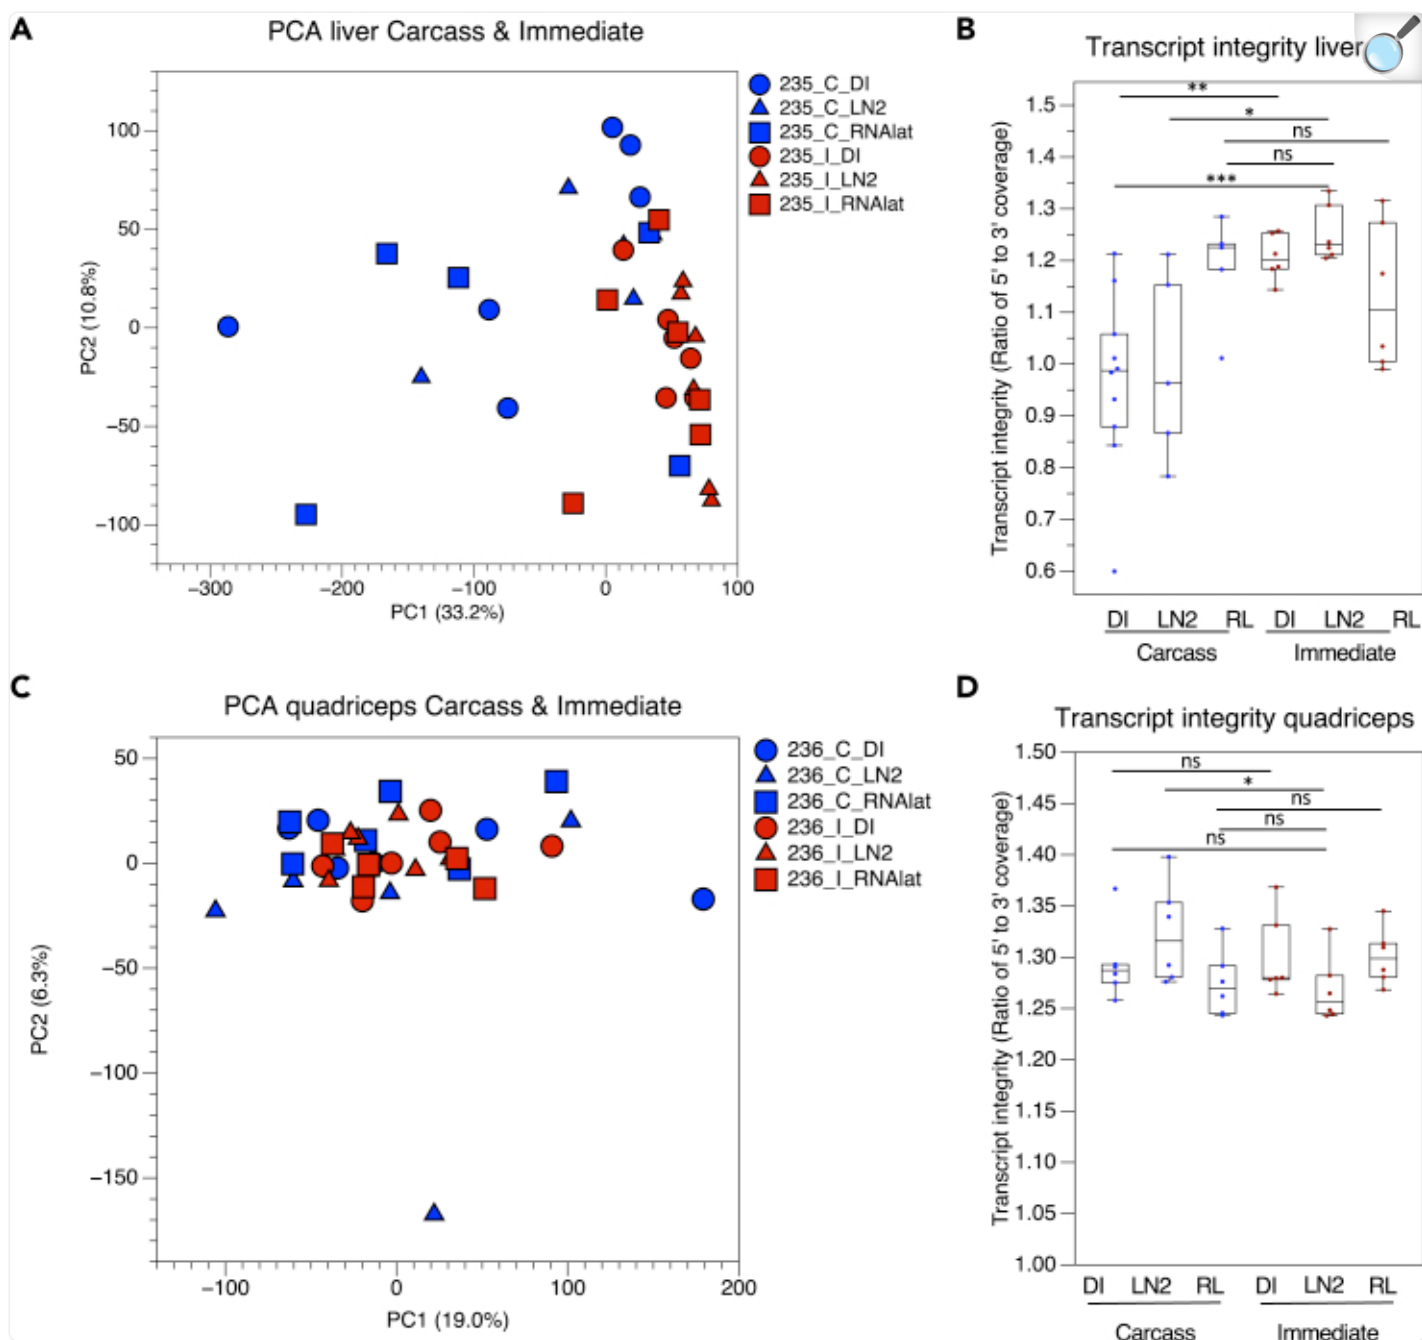 A
PCA liver Carcass & Immediate
100
50
0
−50
−100
PC2 (10.8%)
−300
−200
−100
0
100
PC1 (33.2%)
235_C_DI
235_C_LN2
235_C_RNAlat
235_I_DI
235_I_LN2
235_I_RNAlat
B
Transcript integrity liver
Transcript integrity (Ratio of 5' to 3' coverage)
1.5
1.4
1.3
1.2
1.1
1.0
0.9
0.8
0.7
0.6
**
*
ns
ns
***
DI LN2 RL DI LN2 RL
Carcass Immediate
C
PCA quadriceps Carcass & Immediate
50
0
−50
−100
−150
PC2 (6.3%)
−100
0
100
200
PC1 (19.0%)
236_C_DI
236_C_LN2
236_C_RNAlat
236_I_DI
236_I_LN2
236_I_RNAlat
D
Transcript integrity quadriceps
Transcript integrity (Ratio of 5' to 3' coverage)
1.50
1.45
1.40
1.35
1.30
1.25
1.20
1.15
1.10
1.05
1.00
ns
*
ns
ns
ns
DI LN2 RL DI LN2 RL
Carcass Immediate